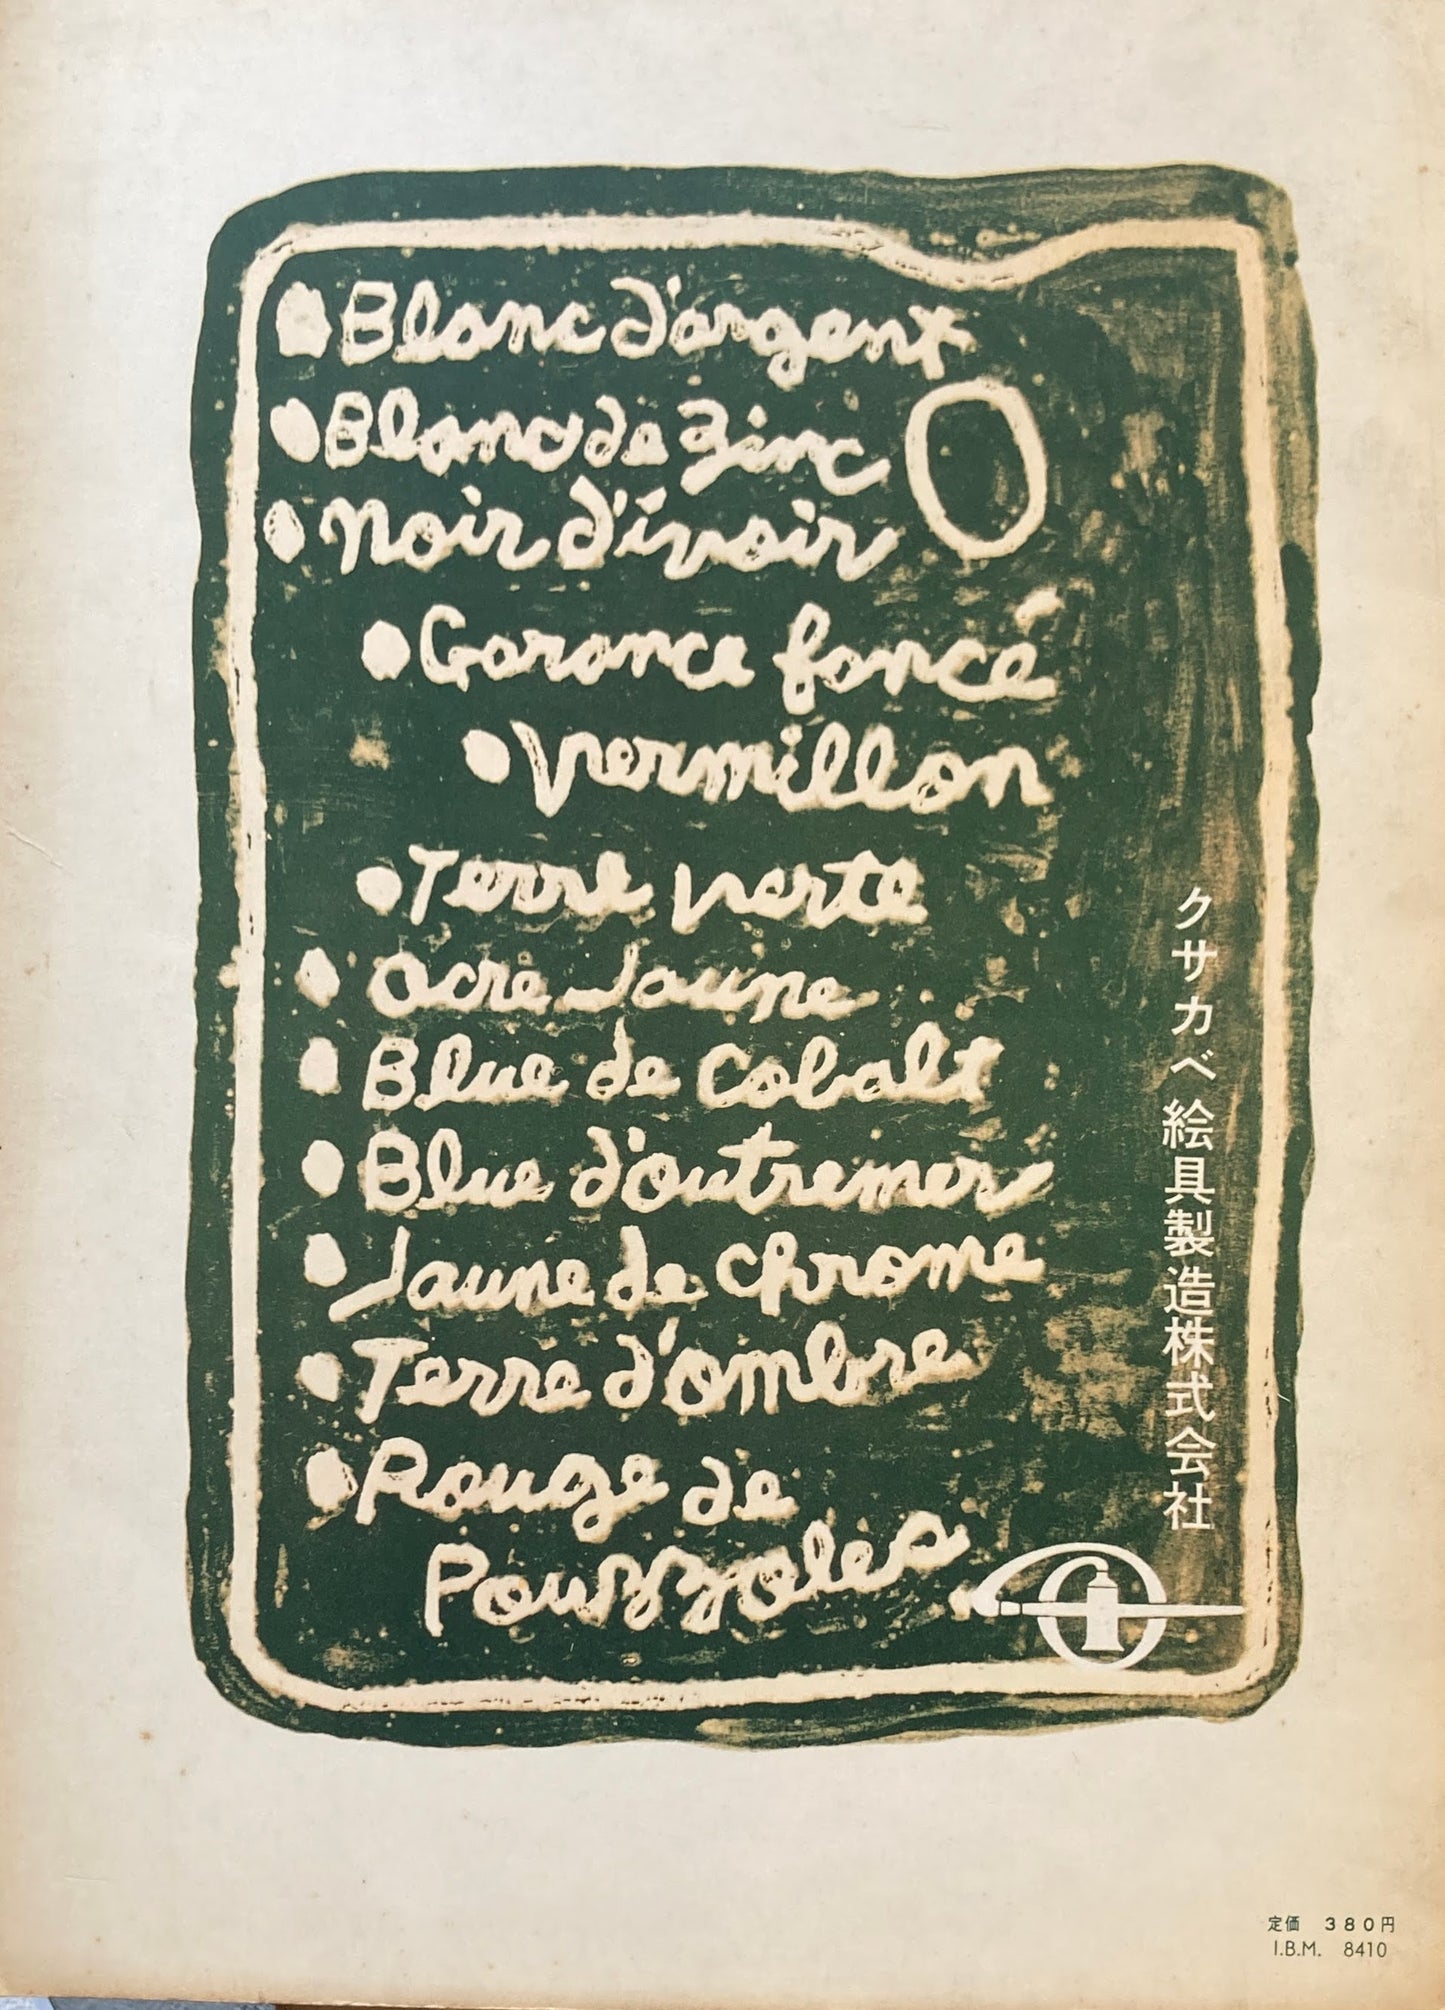 • Blanc d'argent
• Blanc de Zinc
• Noir d'ivoir
• Garance foncé
• Vermillon
• Terre verte
• Ocre Jaune
• Blue de Cobalt
• Blue d'outremer
• Jaune de chrome
• Terre d'ombre
• Rouge de
Pouzzoles
クサカベ絵具製造株式会社
定価 380円
I.B.M. 8410